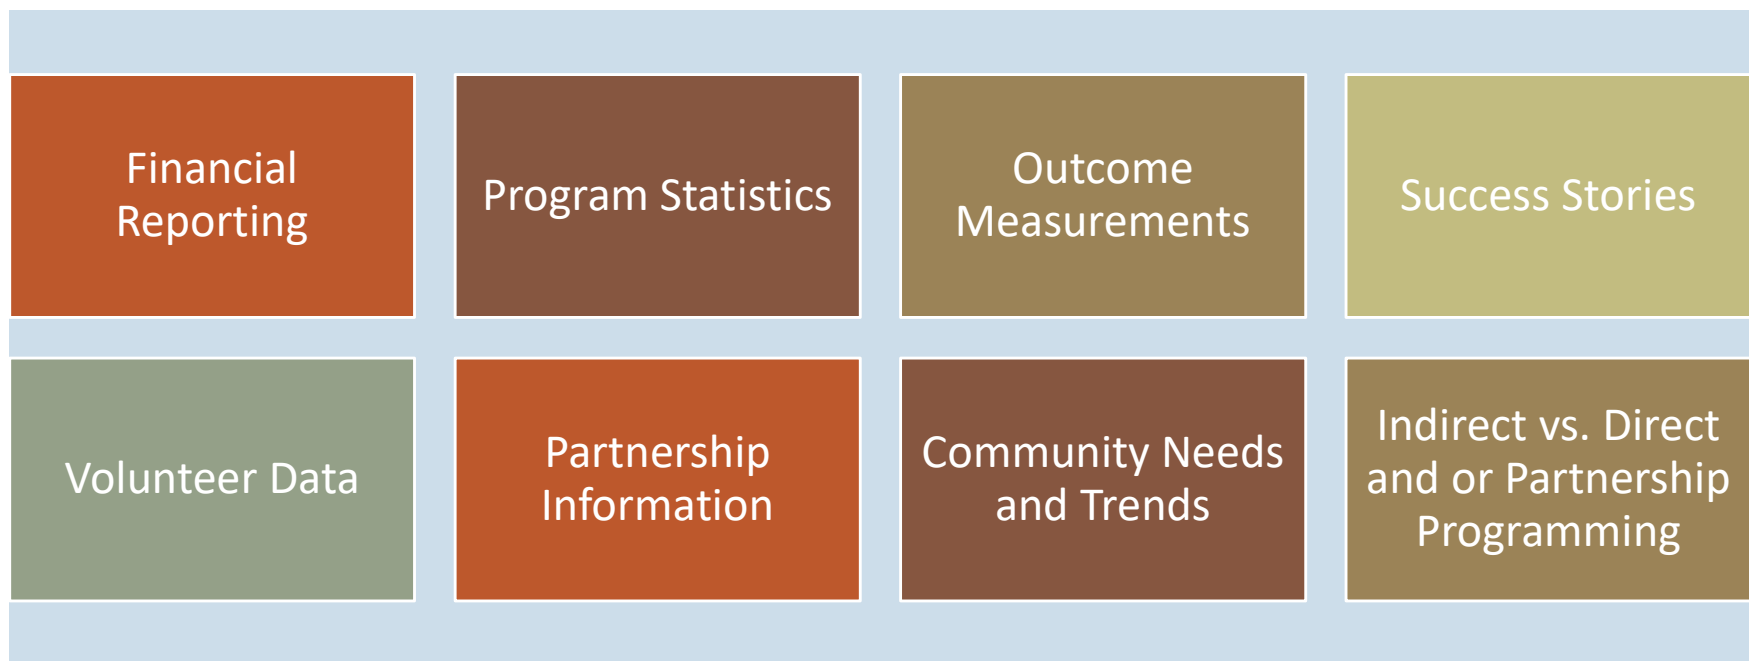 Financial
Reporting
Program Statistics
Outcome
Measurements
Success Stories
Volunteer Data
Partnership
Information
Community Needs
and Trends
Indirect vs. Direct
and or Partnership
Programming